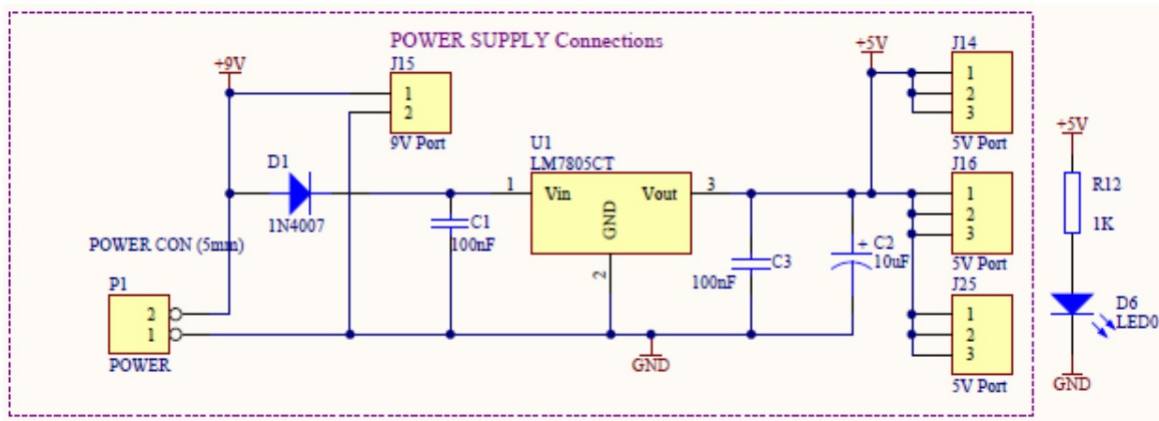 POWER SUPPLY Connections
+9V
J15
1
2
9V Port
+5V
J14
1
2
3
5V Port
D1
1N4007
U1
LM7805CT
1
Vin
Vout
3
GND
2
C1
100nF
C3
100nF
+ C2
10uF
J16
1
2
3
5V Port
POWER CON (5mm)
P1
2
1
POWER
GND
J25
1
2
3
5V Port
+5V
R12
1K
D6
LED0
GND